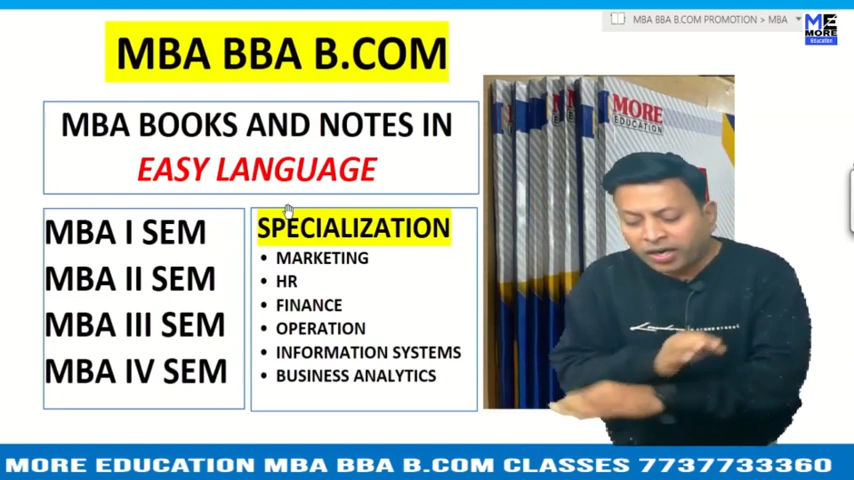 MBA BBA B.COM PROMOTION > MBA
ME
MORE
Education
MBA BBA B.COM
MBA BOOKS AND NOTES IN
EASY LANGUAGE
MORE
EDUCATION
MBA I SEM
MBA II SEM
MBA III SEM
MBA IV SEM
SPECIALIZATION
• MARKETING
• HR
• FINANCE
• OPERATION
• INFORMATION SYSTEMS
• BUSINESS ANALYTICS
MORE EDUCATION MBA BBA B.COM CLASSES 7737733360